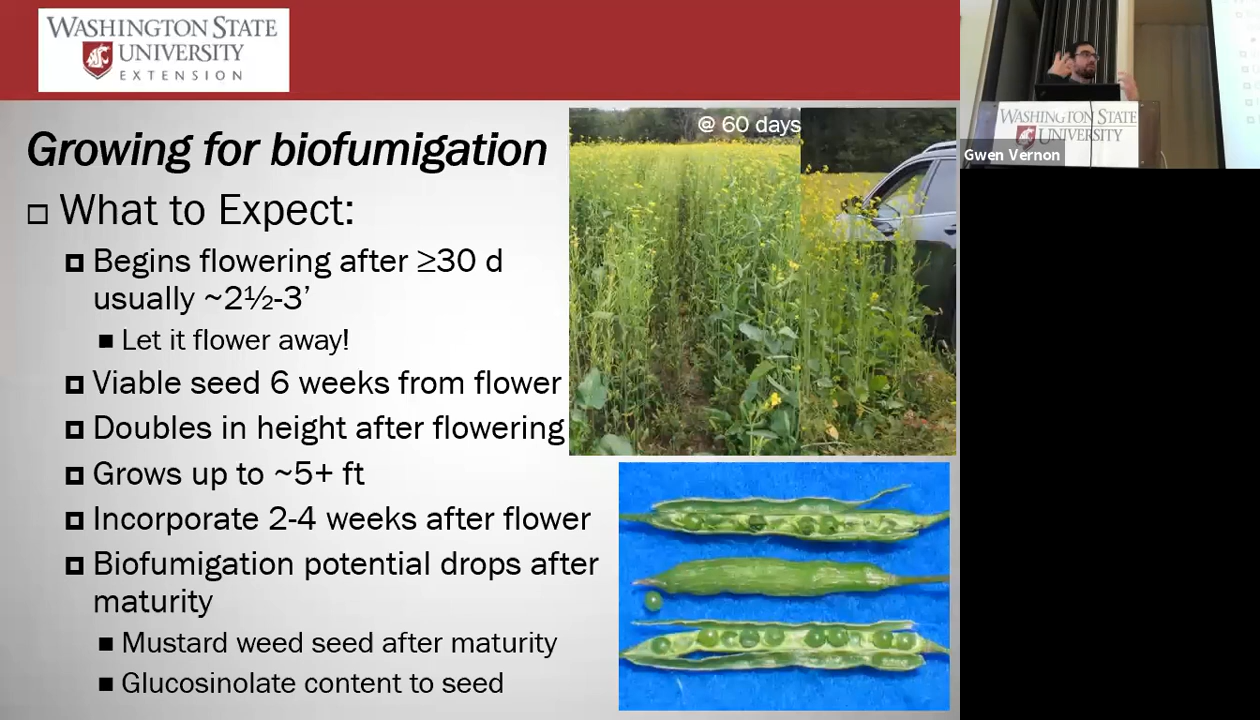 WASHINGTON STATE
UNIVERSITY
EXTENSION
Growing for biofumigation
What to Expect:
Begins flowering after ≥30 d
usually ~2½-3’
Let it flower away!
Viable seed 6 weeks from flower
Doubles in height after flowering
Grows up to ~5+ ft
Incorporate 2-4 weeks after flower
Biofumigation potential drops after
maturity
Mustard weed seed after maturity
Glucosinolate content to seed
@ 60 days
WASHINGTON STATE
UNIVERSITY
Gwen Vernon